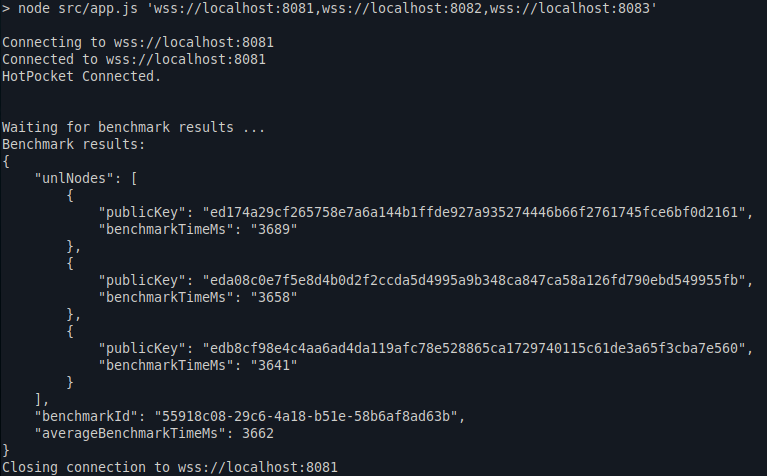 > node src/app.js 'wss://localhost:8081,wss://localhost:8082,wss://localhost:8083'
Connecting to wss://localhost:8081
Connected to wss://localhost:8081
HotPocket Connected.
Waiting for benchmark results ...
Benchmark results:
{
    "unlNodes": [
        {
            "publicKey": "ed174a29cf265758e7a6a144b1ffde927a935274446b66f2761745fce6bf0d2161",
            "benchmarkTimeMs": "3689"
        },
        {
            "publicKey": "eda08c0e7f5e8d4b0d2f2ccda5d4995a9b348ca847ca58a126fd790ebd549955fb",
            "benchmarkTimeMs": "3658"
        },
        {
            "publicKey": "edb8cf98e4c4aa6ad4da119afc78e528865ca1729740115c61de3a65f3cba7e560",
            "benchmarkTimeMs": "3641"
        }
    ],
    "benchmarkId": "55918c08-29c6-4a18-b51e-58b6af8ad63b",
    "averageBenchmarkTimeMs": 3662
}
Closing connection to wss://localhost:8081